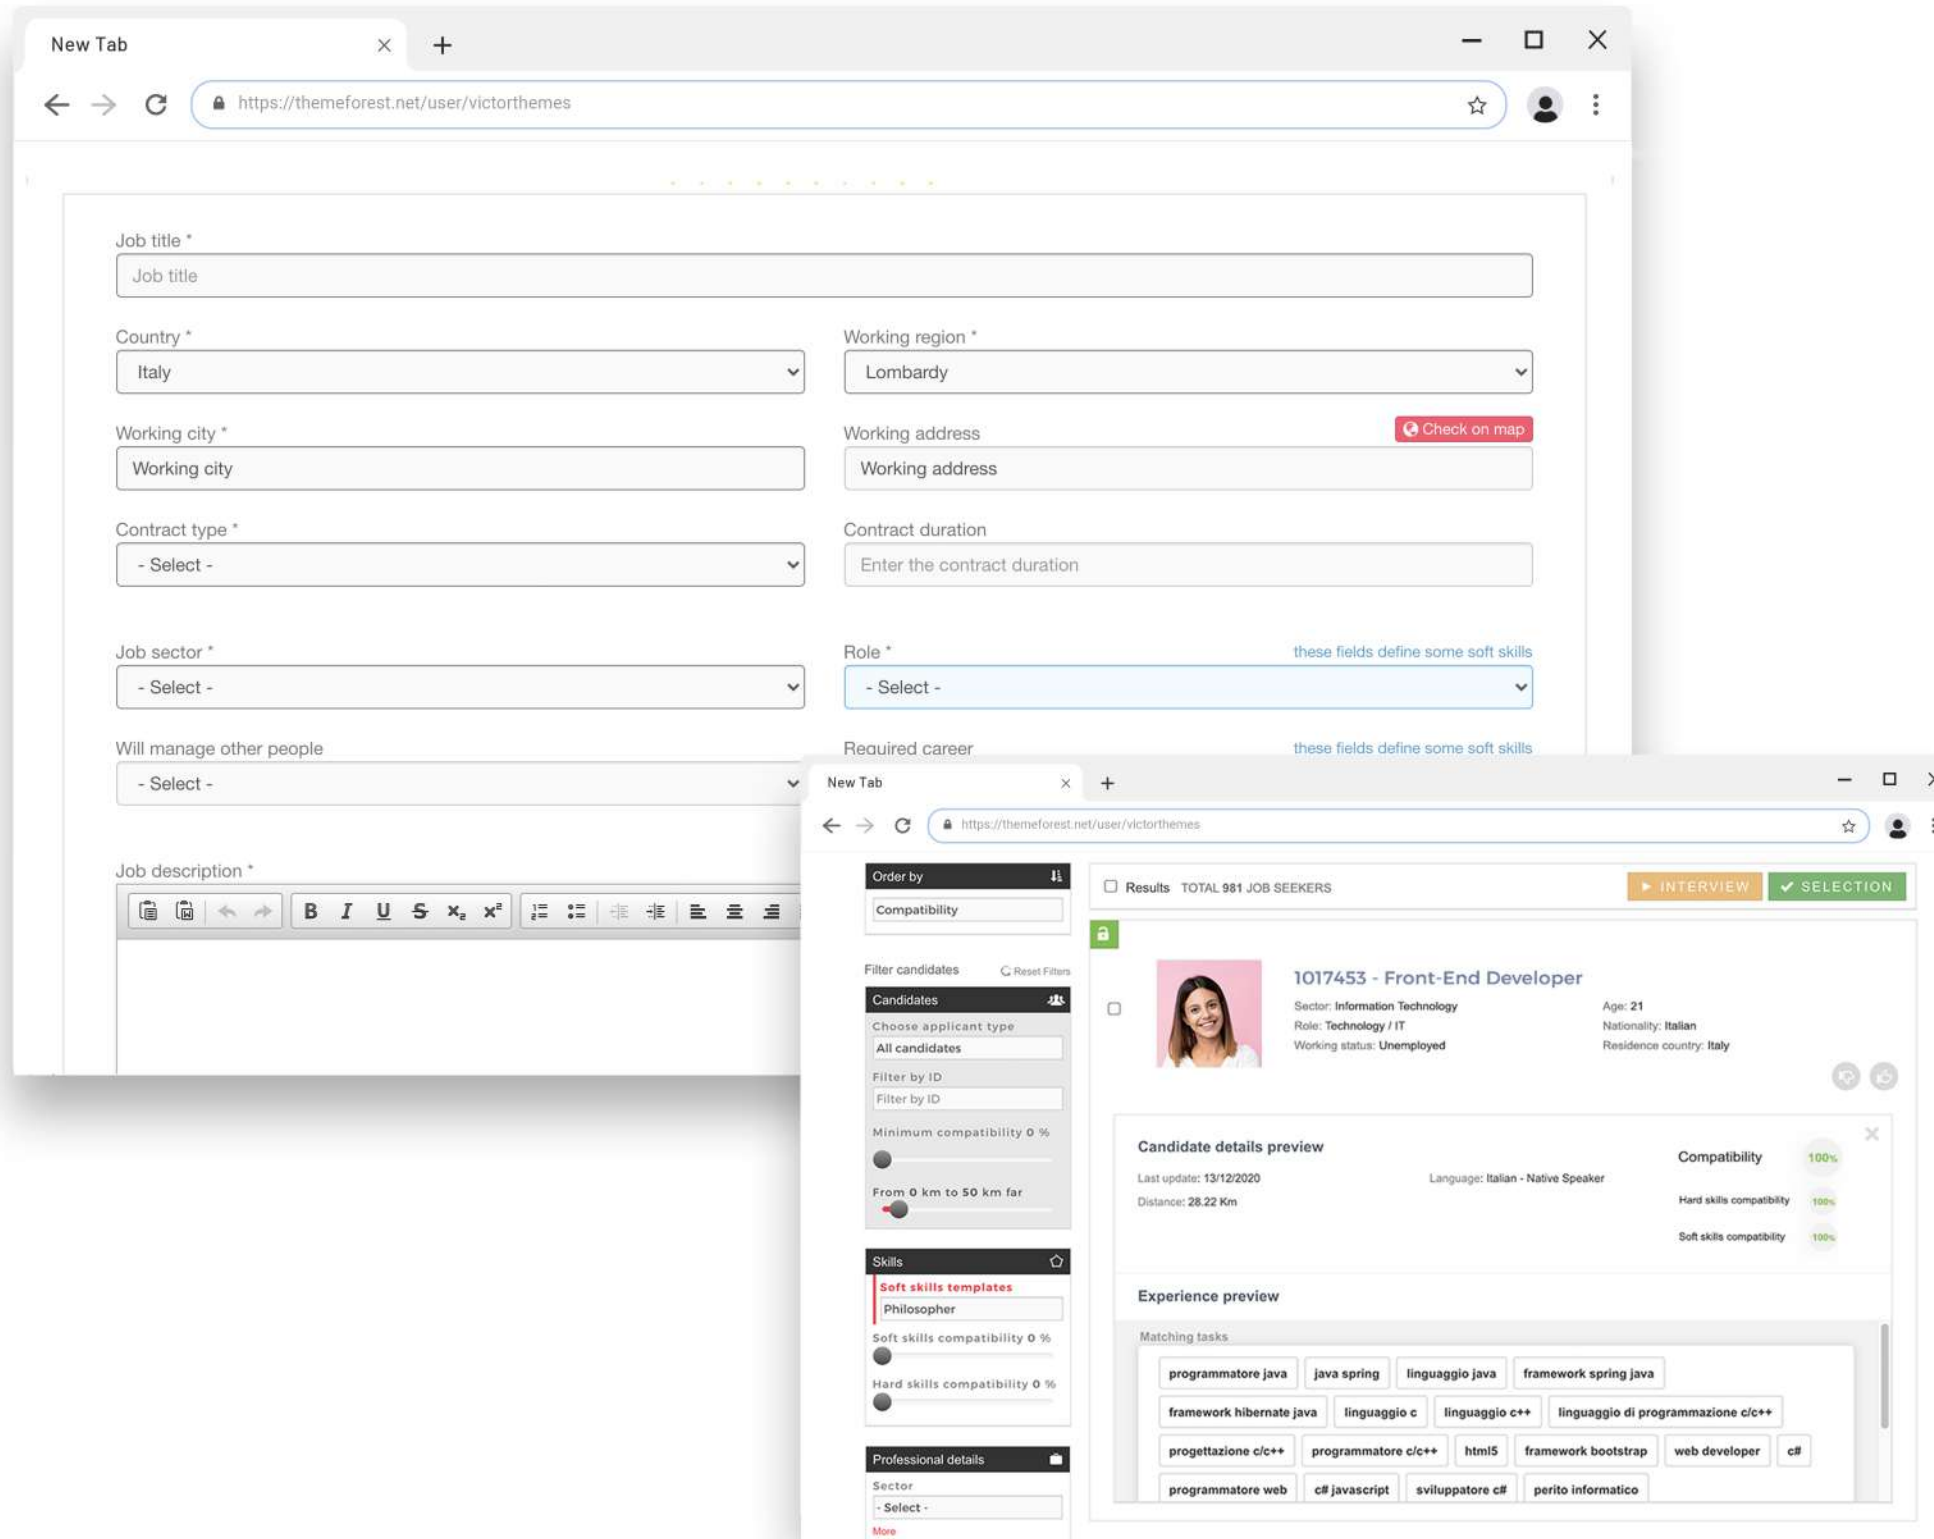 New Tab
https://themeforest.net/user/victorthemes
Job title *
Job title
Country *
Working region *
Italy
Lombardy
Working city *
Working address
Check on map
Working city
Working address
Contract type *
Contract duration
- Select -
Enter the contract duration
Job sector *
Role *
these fields define some soft skills
- Select -
- Select -
Will manage other people
Required career
these fields define some soft skills
- Select -
Job description *
B I U S x₂ x²
New Tab
https://themeforest.net/user/victorthemes
Order by
Compatibility
Filter candidates
Reset Filters
Candidates
Choose applicant type
All candidates
Filter by ID
Filter by ID
Minimum compatibility 0 %
From 0 km to 50 km far
Skills
Soft skills templates
Philosopher
Soft skills compatibility 0 %
Hard skills compatibility 0 %
Professional details
Sector
- Select -
More
Results TOTAL 981 JOB SEEKERS
INTERVIEW
SELECTION
1017453 - Front-End Developer
Sector: Information Technology
Age: 21
Role: Technology / IT
Nationality: Italian
Working status: Unemployed
Residence country: Italy
Candidate details preview
Last update: 13/12/2020
Language: Italian - Native Speaker
Distance: 28.22 Km
Compatibility 100%
Hard skills compatibility 100%
Soft skills compatibility 100%
Experience preview
Matching tasks
programmatore java java spring linguaggio java framework spring java
framework hibernate java linguaggio c linguaggio c++ linguaggio di programmazione c/c++
progettazione c/c++ programmatore c/c++ html5 framework bootstrap web developer c#
programmatore web c# javascript sviluppatore c# perito informatico